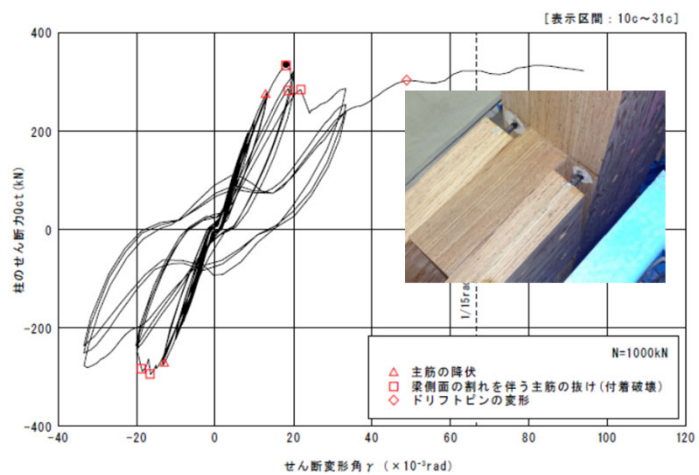 [表示区間：10c～31c]
400
200
0
-200
-400
柱のせん断力Qct(kN)
1/15rad
N=1000kN
主筋の降伏
梁側面の割れを伴う主筋の抜け(付着破壊)
ドリフトピンの変形
-40
-20
0
20
40
60
80
100
120
せん断変形角γ (×10⁻³rad)